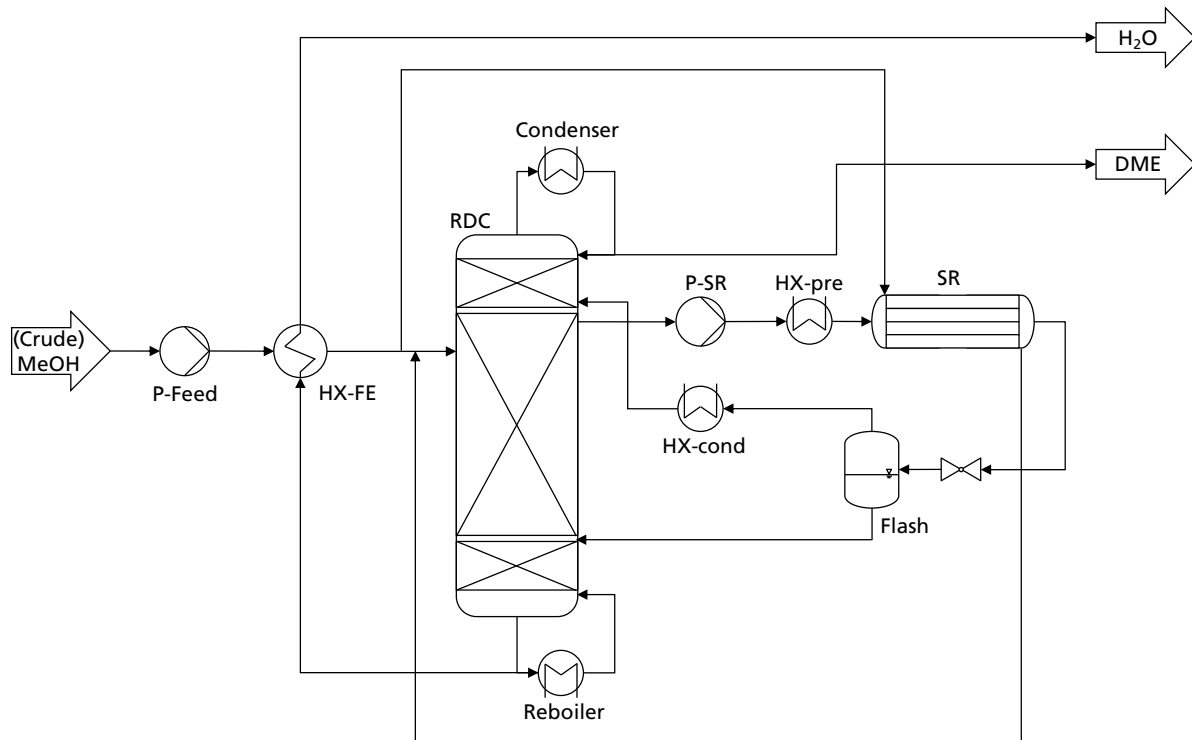 H₂O
Condenser
DME
RDC
P-SR
HX-pre
SR
(Crude)
MeOH
P-Feed
HX-FE
HX-cond
Flash
Reboiler